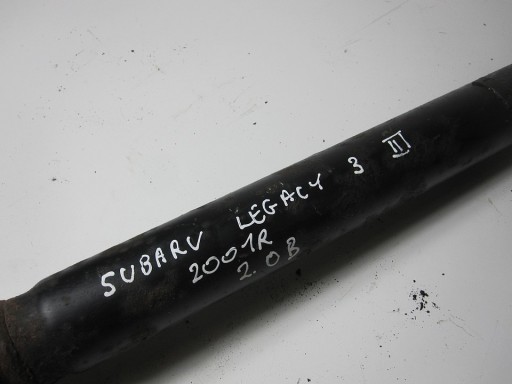 SUBARU LEGACY 3 III
2001R
2.0B